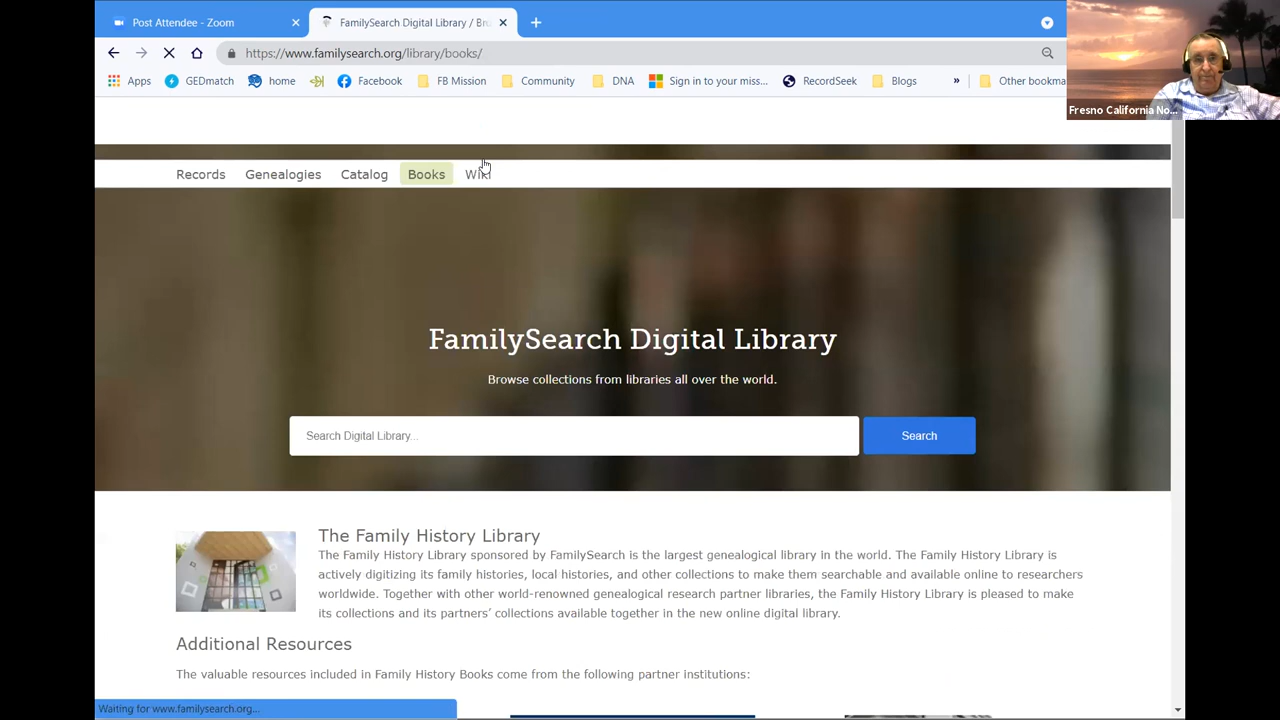 Post Attendee - Zoom
FamilySearch Digital Library / Br
https://www.familysearch.org/library/books/
Apps GEDmatch home Facebook FB Mission Community DNA Sign in to your miss... RecordSeek Blogs » Other bookma
Fresno California No...
Records Genealogies Catalog Books Wiki
FamilySearch Digital Library
Browse collections from libraries all over the world.
Search Digital Library...
Search
The Family History Library
The Family History Library sponsored by FamilySearch is the largest genealogical library in the world. The Family History Library is
actively digitizing its family histories, local histories, and other collections to make them searchable and available online to researchers
worldwide. Together with other world-renowned genealogical research partner libraries, the Family History Library is pleased to make
its collections and its partners’ collections available together in the new online digital library.
Additional Resources
The valuable resources included in Family History Books come from the following partner institutions:
Waiting for www.familysearch.org...